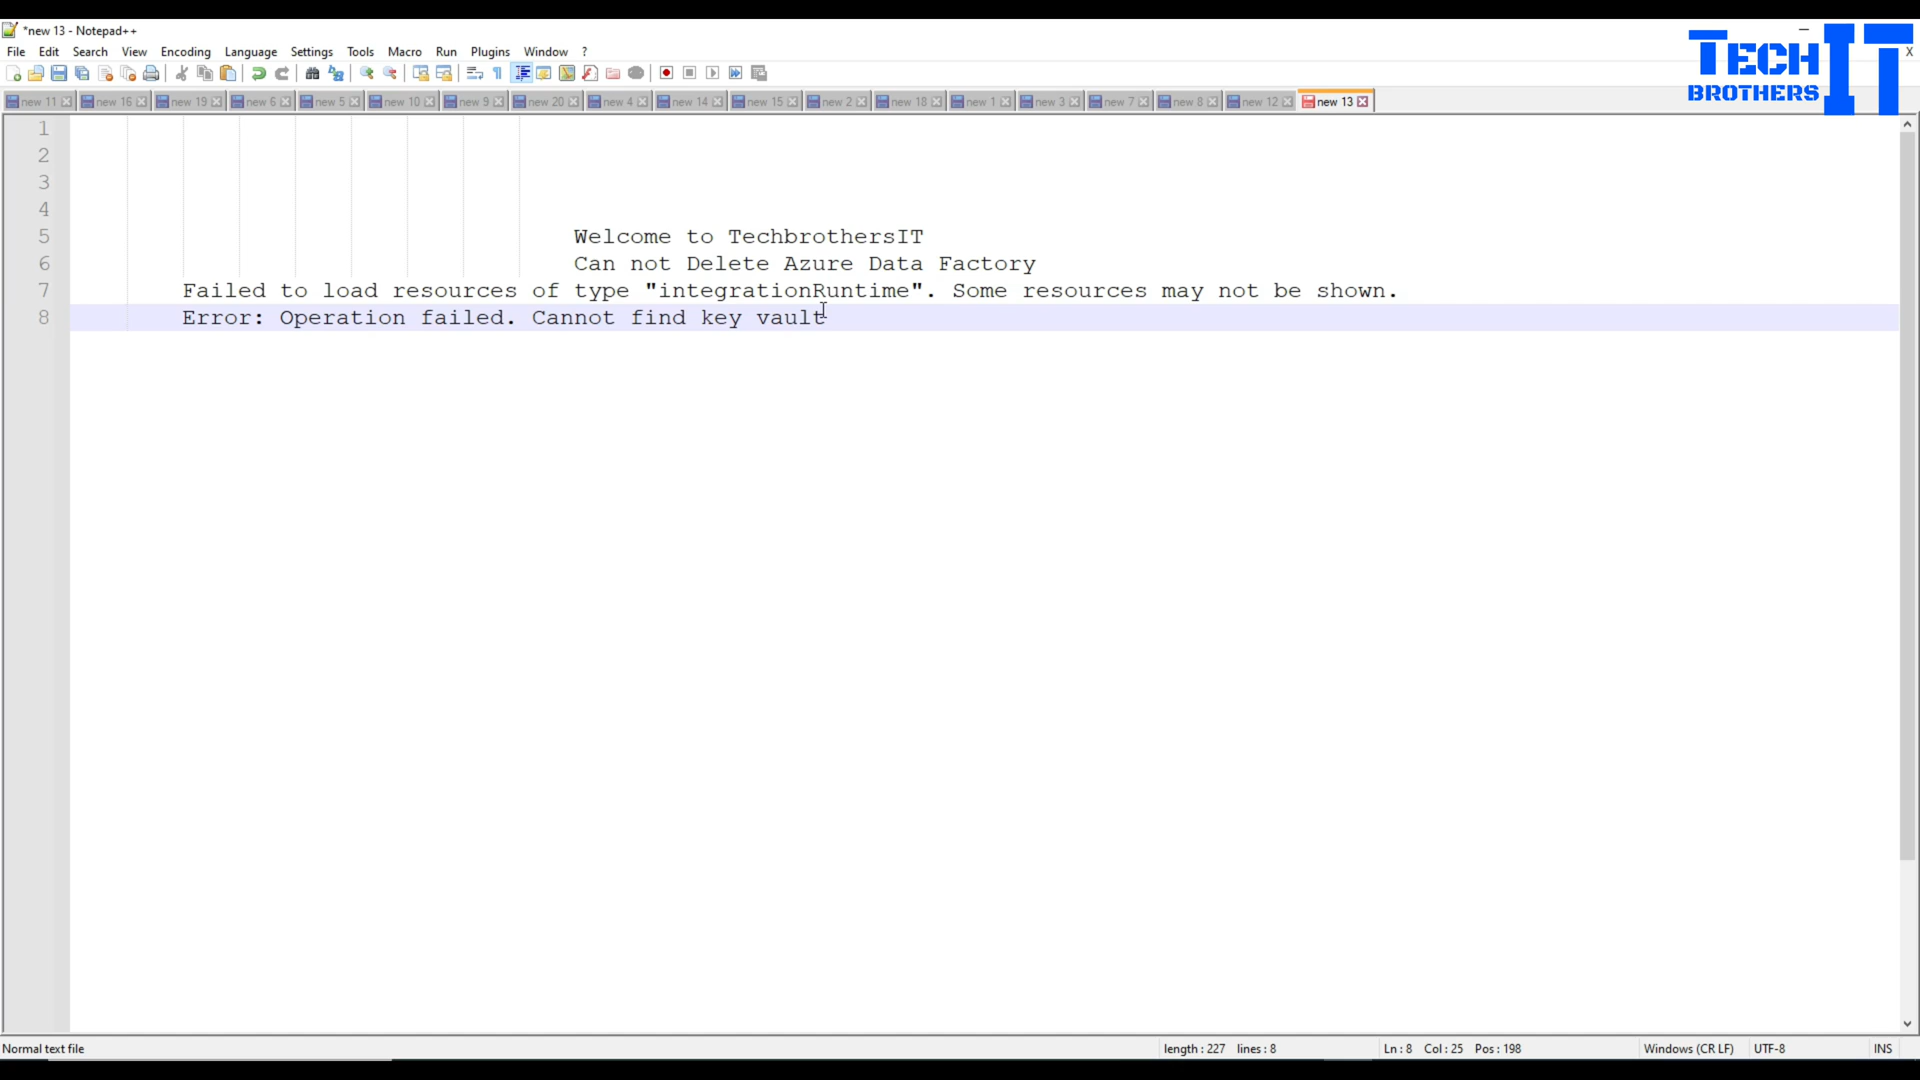 *new 13 - Notepad++
File Edit Search View Encoding Language Settings Tools Macro Run Plugins Window ?
X
TECH IT
BROTHERS
new 11 new 16 new 19 new 6 new 5 new 10 new 9 new 20 new 4 new 14 new 15 new 2 new 18 new 1 new 3 new 7 new 8 new 12 new 13
1
2
3
4
5 Welcome to TechbrothersIT
6 Can not Delete Azure Data Factory
7 Failed to load resources of type "integrationRuntime". Some resources may not be shown.
8 Error: Operation failed. Cannot find key vault
Normal text file length : 227 lines : 8 Ln : 8 Col : 25 Pos : 198 Windows (CR LF) UTF-8 INS